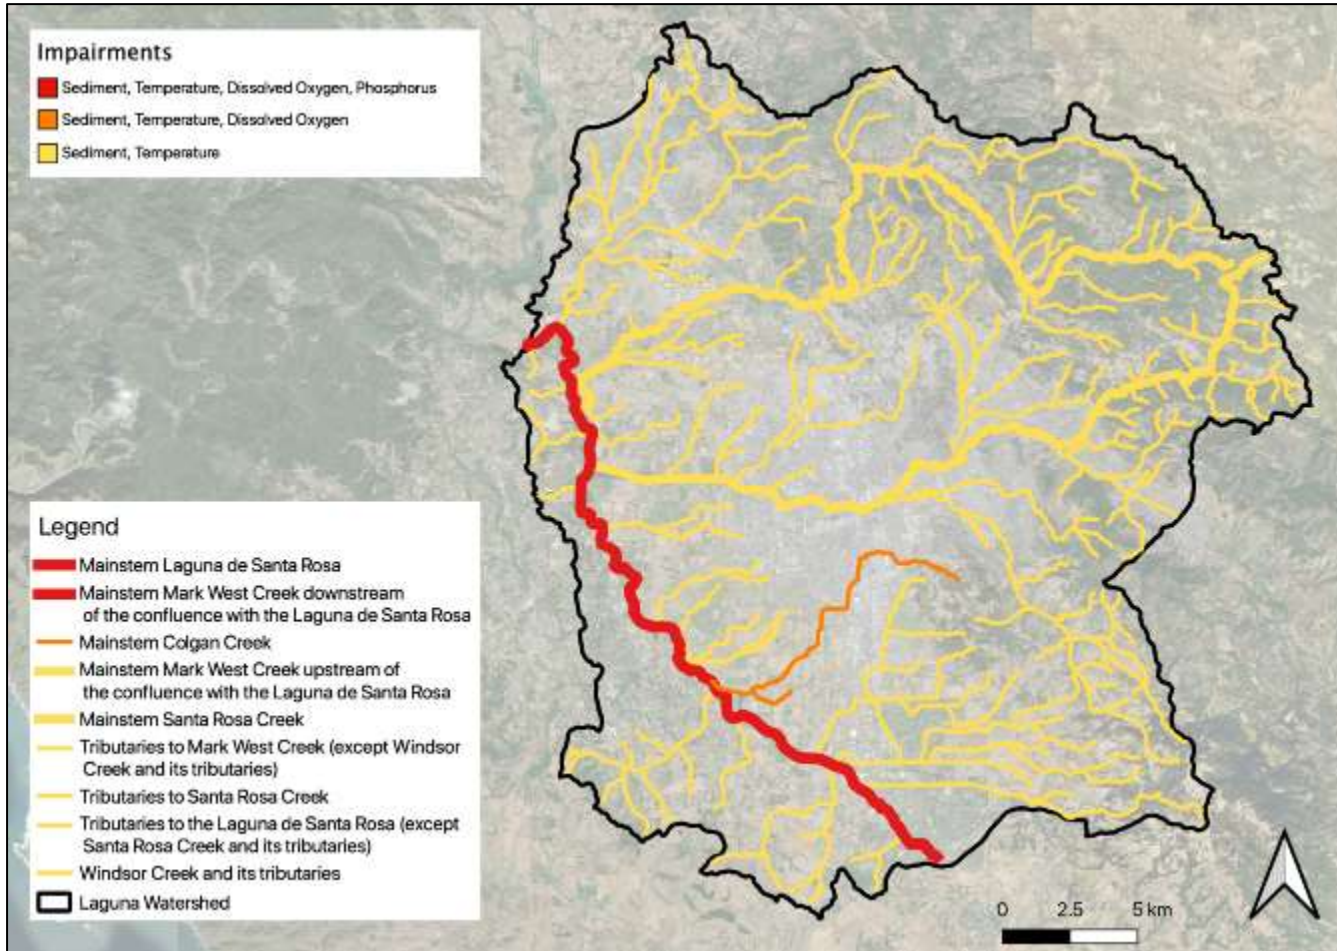 Impairments
Sediment, Temperature, Dissolved Oxygen, Phosphorus
Sediment, Temperature, Dissolved Oxygen
Sediment, Temperature
Legend
Mainstem Laguna de Santa Rosa
Mainstem Mark West Creek downstream
of the confluence with the Laguna de Santa Rosa
Mainstem Colgan Creek
Mainstem Mark West Creek upstream of
the confluence with the Laguna de Santa Rosa
Mainstem Santa Rosa Creek
Tributaries to Mark West Creek (except Windsor
Creek and its tributaries)
Tributaries to Santa Rosa Creek
Tributaries to the Laguna de Santa Rosa (except
Santa Rosa Creek and its tributaries)
Windsor Creek and its tributaries
Laguna Watershed
0 2.5 5 km